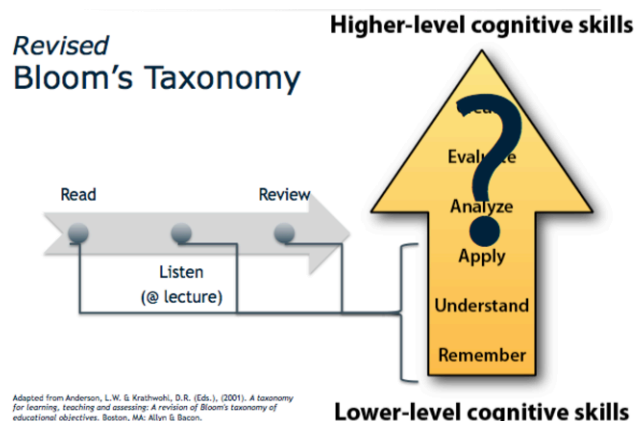 Revised
Bloom's Taxonomy
Higher-level cognitive skills
Evaluate
Analyze
Apply
Understand
Remember
Lower-level cognitive skills
Read
Review
Listen
(@ lecture)
?
Adapted from Anderson, L.W. & Krathwohl, D.R. (Eds.), (2001). A taxonomy
for learning, teaching and assessing: A revision of Bloom's taxonomy of
educational objectives. Boston, MA: Allyn & Bacon.